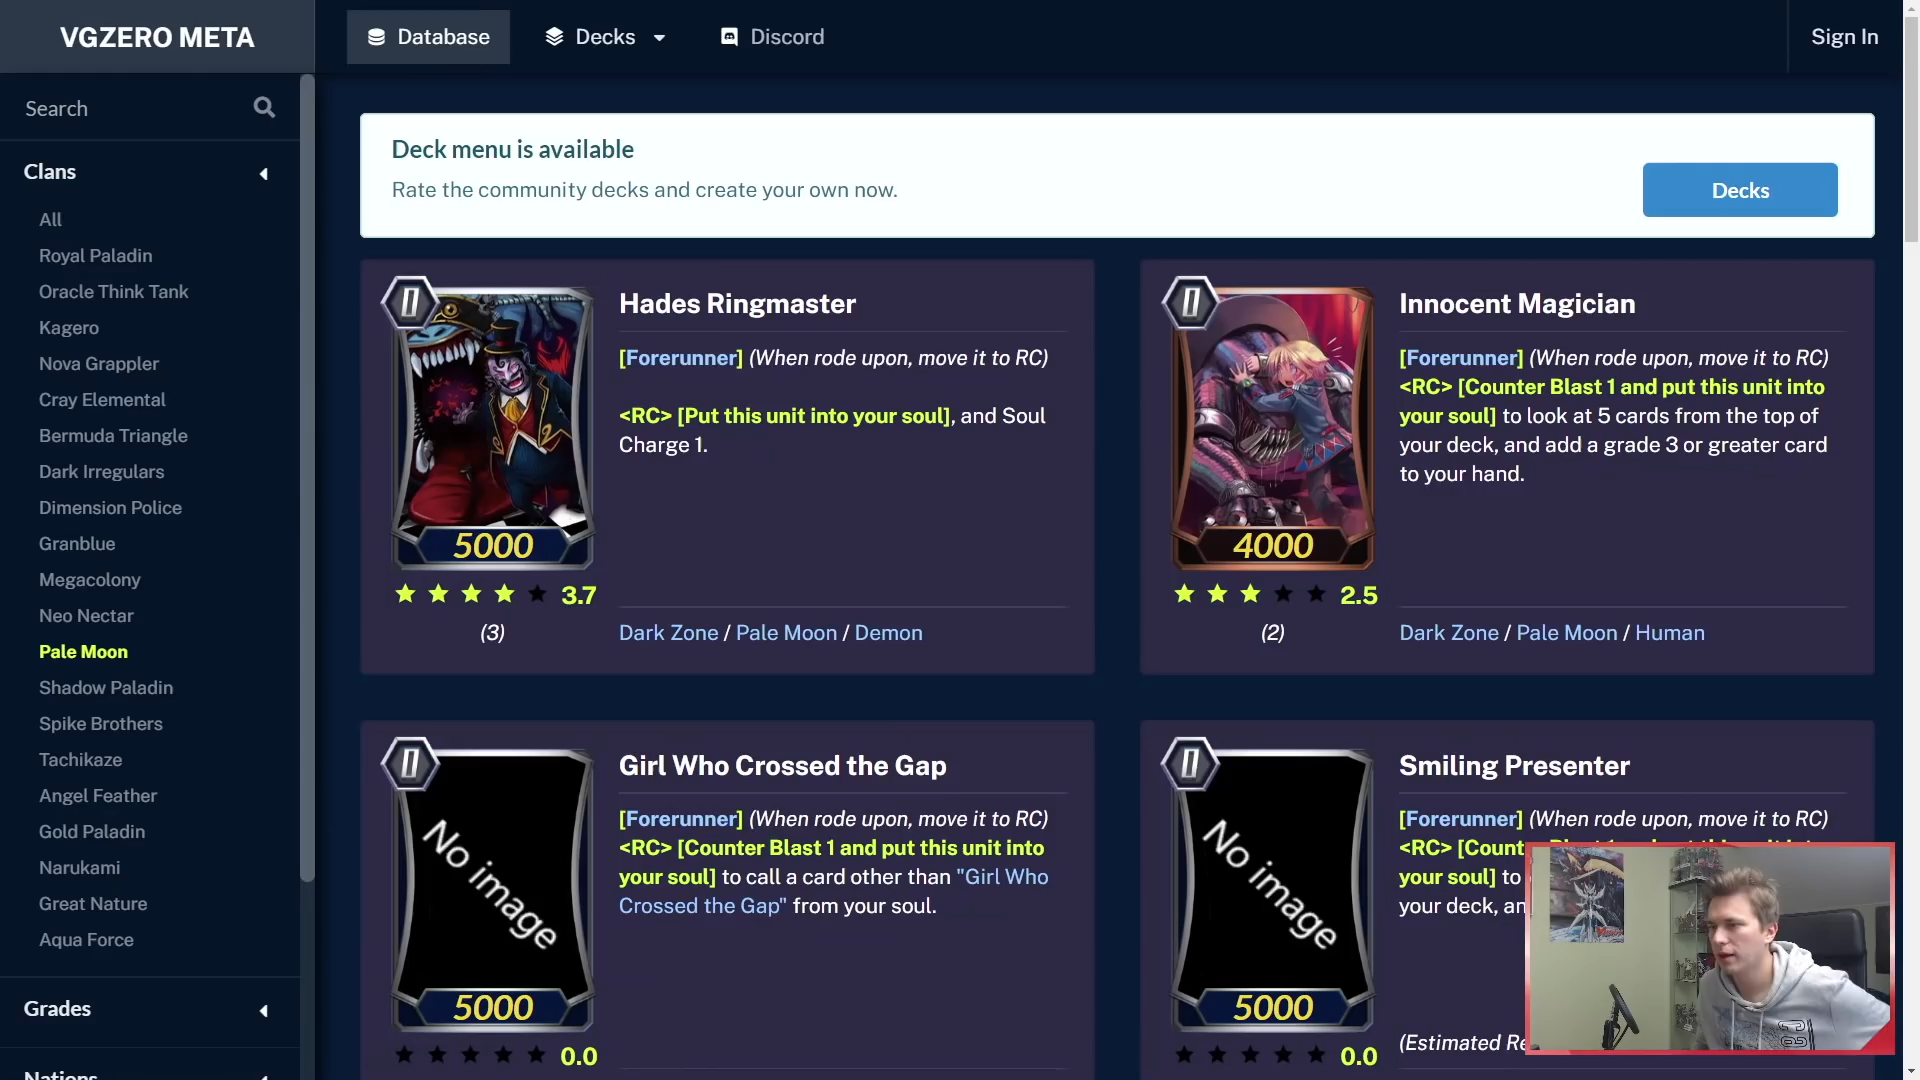 VGZERO META
Database
Decks
Discord
Sign In
Search
Clans
All
Royal Paladin
Oracle Think Tank
Kagero
Nova Grappler
Cray Elemental
Bermuda Triangle
Dark Irregulars
Dimension Police
Granblue
Megacolony
Neo Nectar
Pale Moon
Shadow Paladin
Spike Brothers
Tachikaze
Angel Feather
Gold Paladin
Narukami
Great Nature
Aqua Force
Grades
Nations
Deck menu is available
Rate the community decks and create your own now.
Decks
0
Hades Ringmaster
[Forerunner] (When rode upon, move it to RC)
<RC> [Put this unit into your soul], and Soul
Charge 1.
5000
3.7
(3)
Dark Zone / Pale Moon / Demon
0
Innocent Magician
[Forerunner] (When rode upon, move it to RC)
<RC> [Counter Blast 1 and put this unit into
your soul] to look at 5 cards from the top of
your deck, and add a grade 3 or greater card
to your hand.
4000
2.5
(2)
Dark Zone / Pale Moon / Human
0
Girl Who Crossed the Gap
[Forerunner] (When rode upon, move it to RC)
<RC> [Counter Blast 1 and put this unit into
your soul] to call a card other than "Girl Who
Crossed the Gap" from your soul.
No image
5000
0.0
0
Smiling Presenter
[Forerunner] (When rode upon, move it to RC)
<RC>
your soul] to
your deck,
No image
5000
0.0
(Estimated